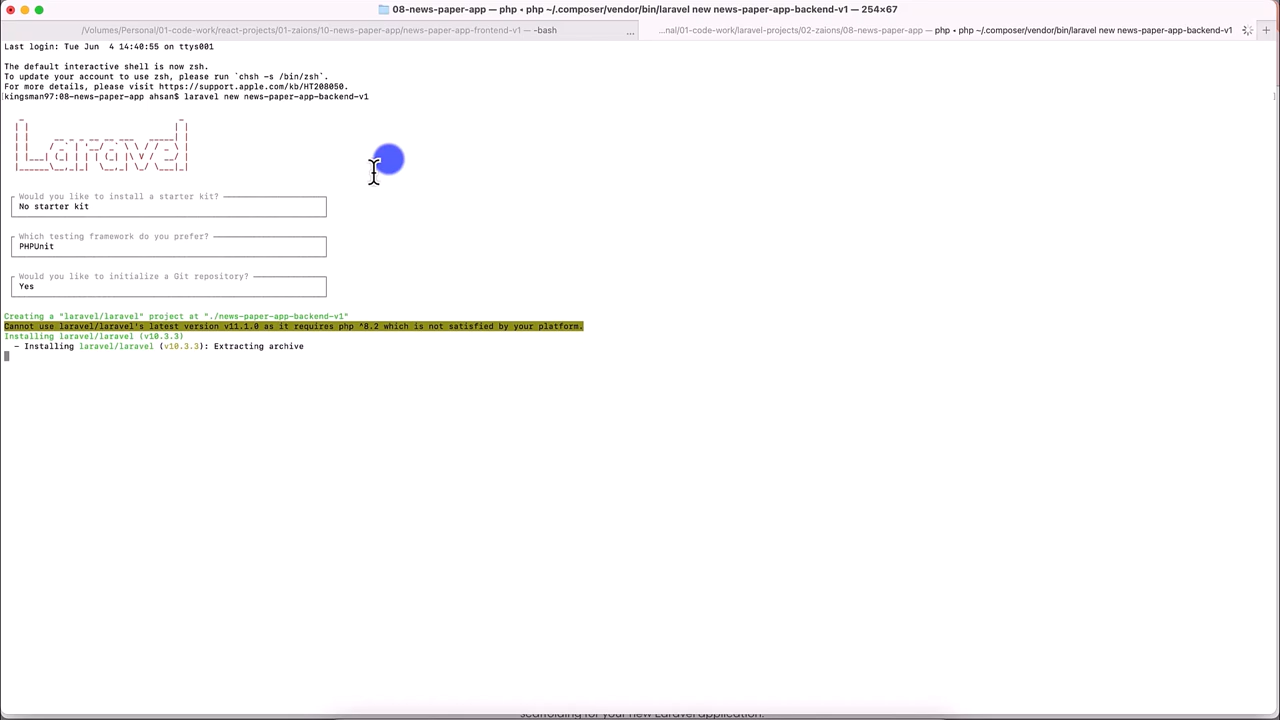 08-news-paper-app — php ◂ php ~/.composer/vendor/bin/laravel new news-paper-app-backend-v1 — 254×67
/Volumes/Personal/01-code-work/react-projects/01-zaions/10-news-paper-app/news-paper-app-frontend-v1 — -bash
...
...nal/01-code-work/laravel-projects/02-zaions/08-news-paper-app — php ◂ php ~/.composer/vendor/bin/laravel new news-paper-app-backend-v1
Last login: Tue Jun  4 14:40:55 on ttys001
The default interactive shell is now zsh.
To update your account to use zsh, please run `chsh -s /bin/zsh`.
For more details, please visit https://support.apple.com/kb/HT208050.
[kingsman97:08-news-paper-app ahsan$ laravel new news-paper-app-backend-v1 ]
Laravel
Would you like to install a starter kit?
No starter kit
Which testing framework do you prefer?
PHPUnit
Would you like to initialize a Git repository?
Yes
Creating a "laravel/laravel" project at "./news-paper-app-backend-v1"
Cannot use laravel/laravel's latest version v11.1.0 as it requires php ^8.2 which is not satisfied by your platform.
Installing laravel/laravel (v10.3.3)
  - Installing laravel/laravel (v10.3.3): Extracting archive
scaffolding for your new Laravel application.